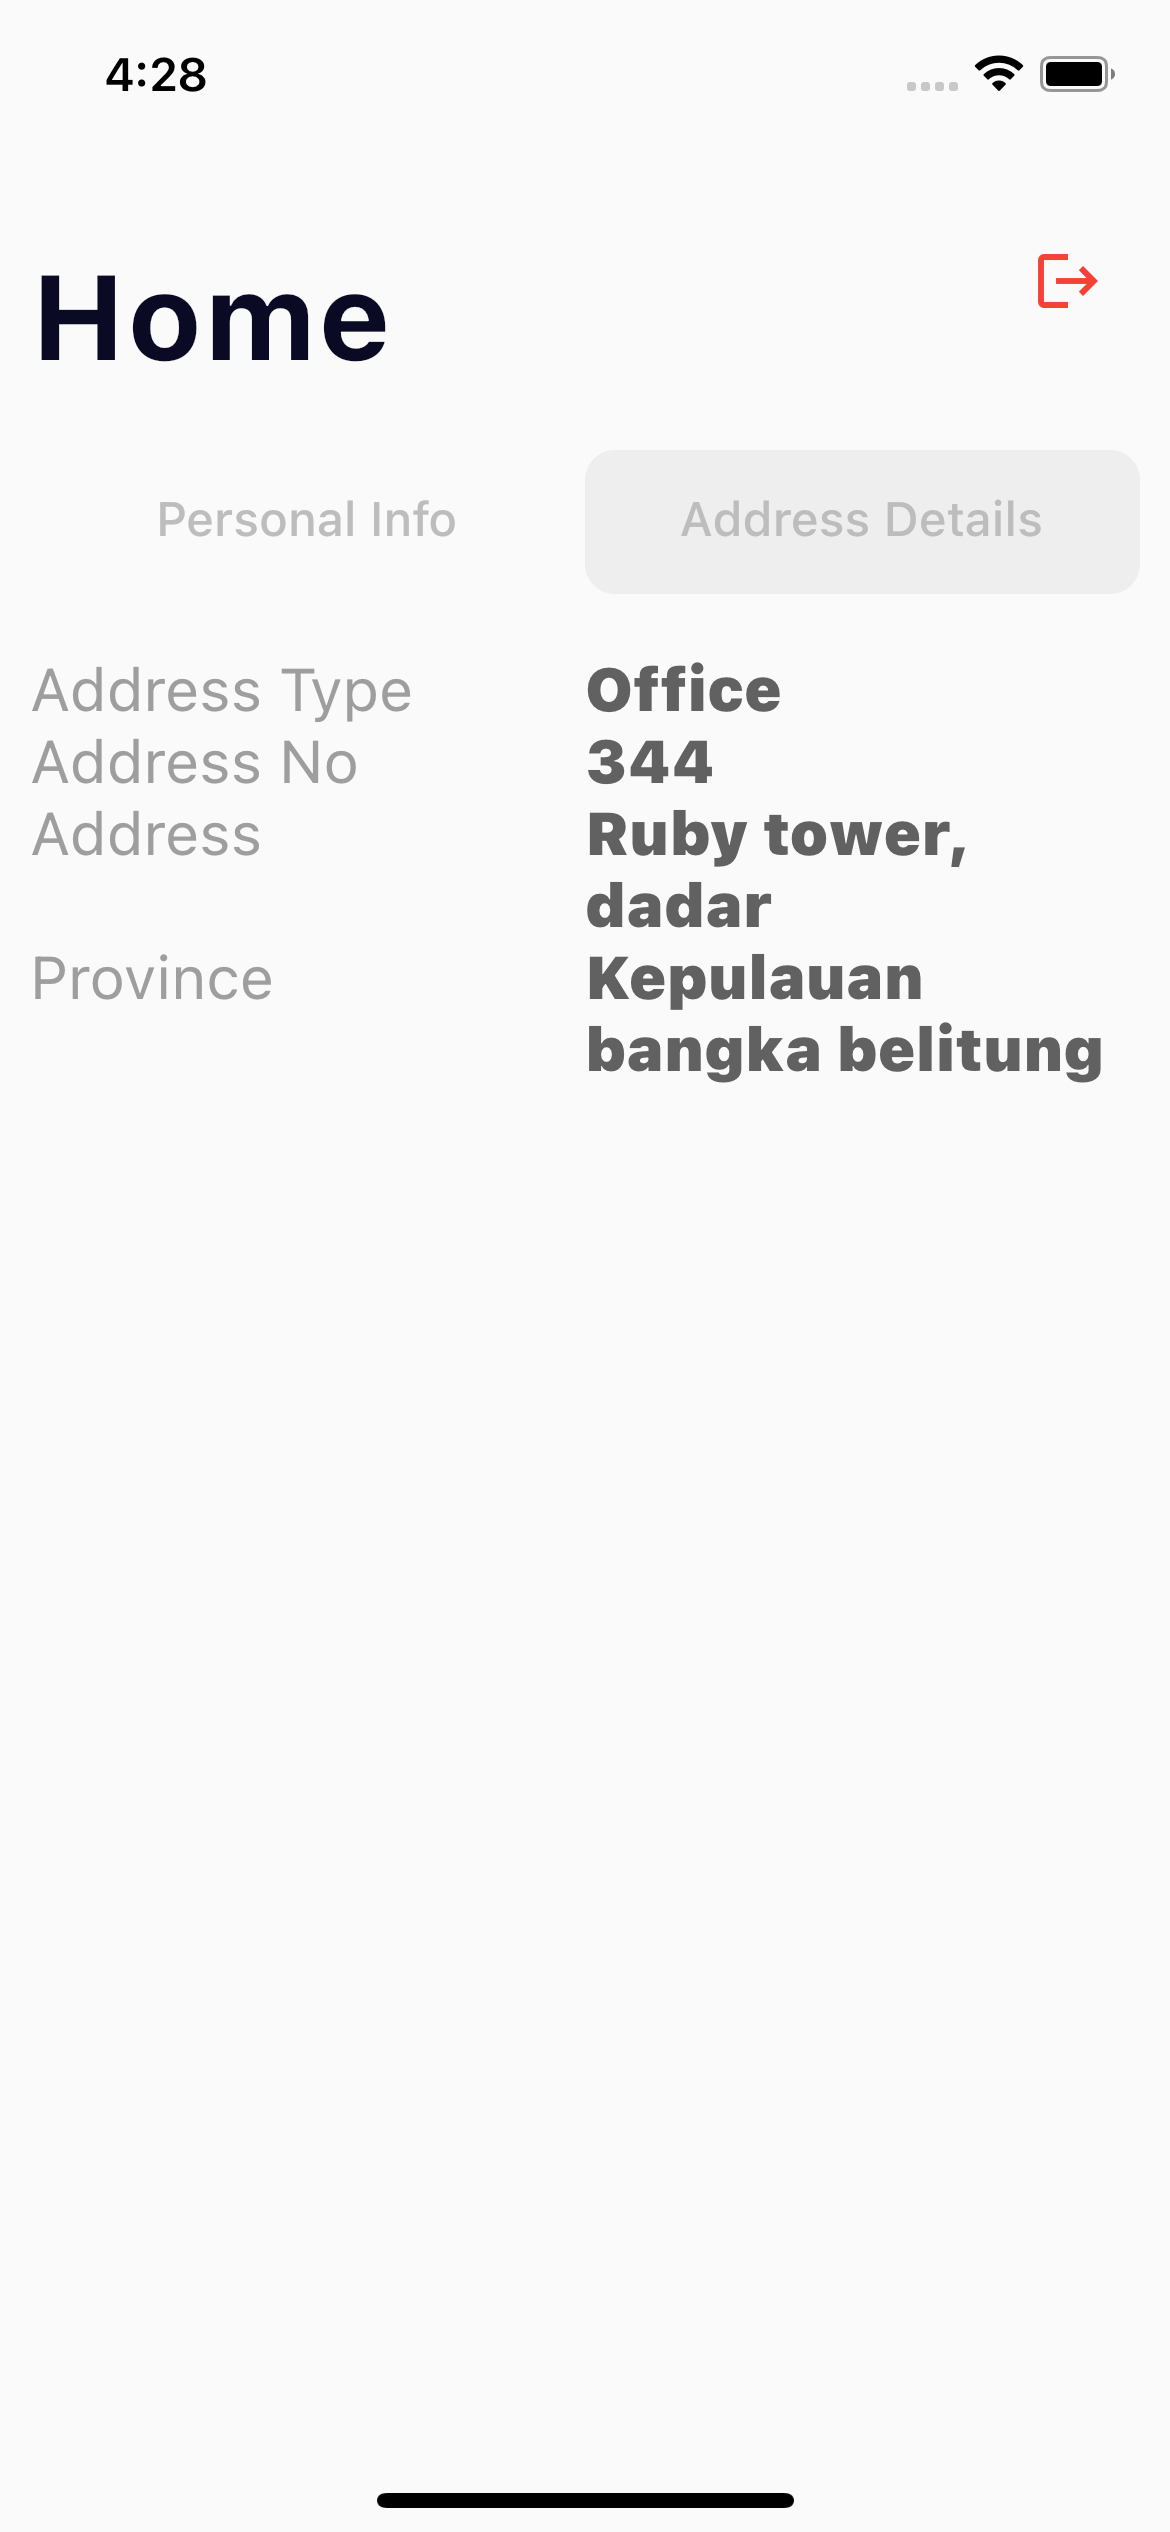 4:28
Home
Personal Info
Address Details
Address Type
Office
Address No
344
Address
Ruby tower,
dadar
Province
Kepulauan
bangka belitung